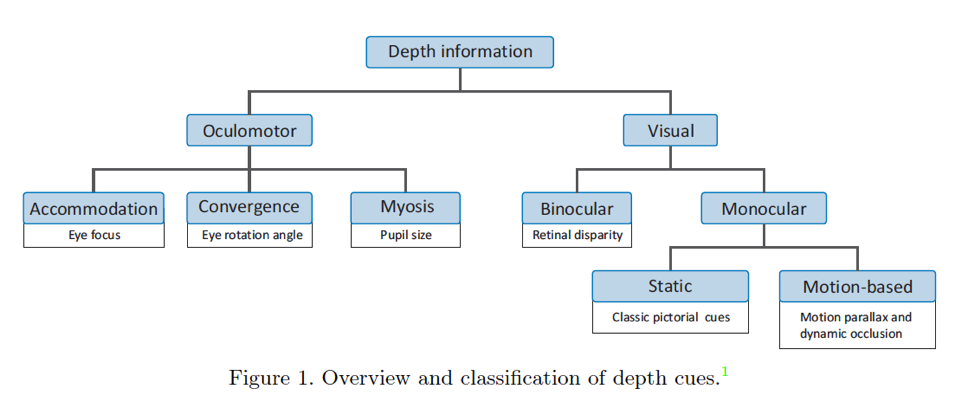 Depth information
Oculomotor
Visual
Accommodation
Eye focus
Convergence
Eye rotation angle
Myosis
Pupil size
Binocular
Retinal disparity
Monocular
Static
Classic pictorial cues
Motion-based
Motion parallax and
dynamic occlusion
Figure 1. Overview and classification of depth cues.1